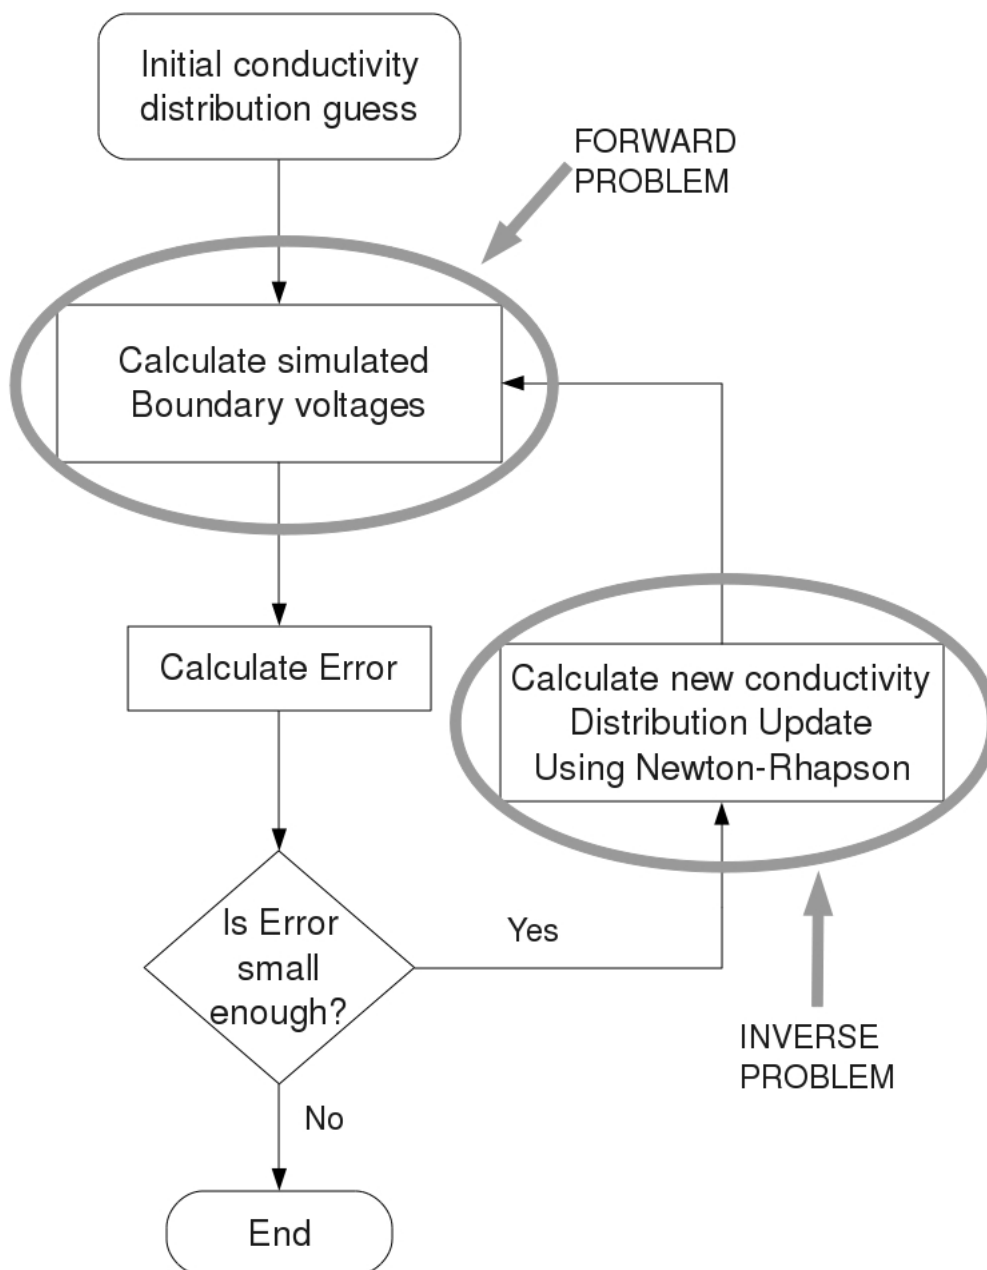 Initial conductivity
distribution guess
FORWARD
PROBLEM
Calculate simulated
Boundary voltages
Calculate Error
Calculate new conductivity
Distribution Update
Using Newton-Rhapson
Is Error
small
enough?
Yes
INVERSE
PROBLEM
No
End